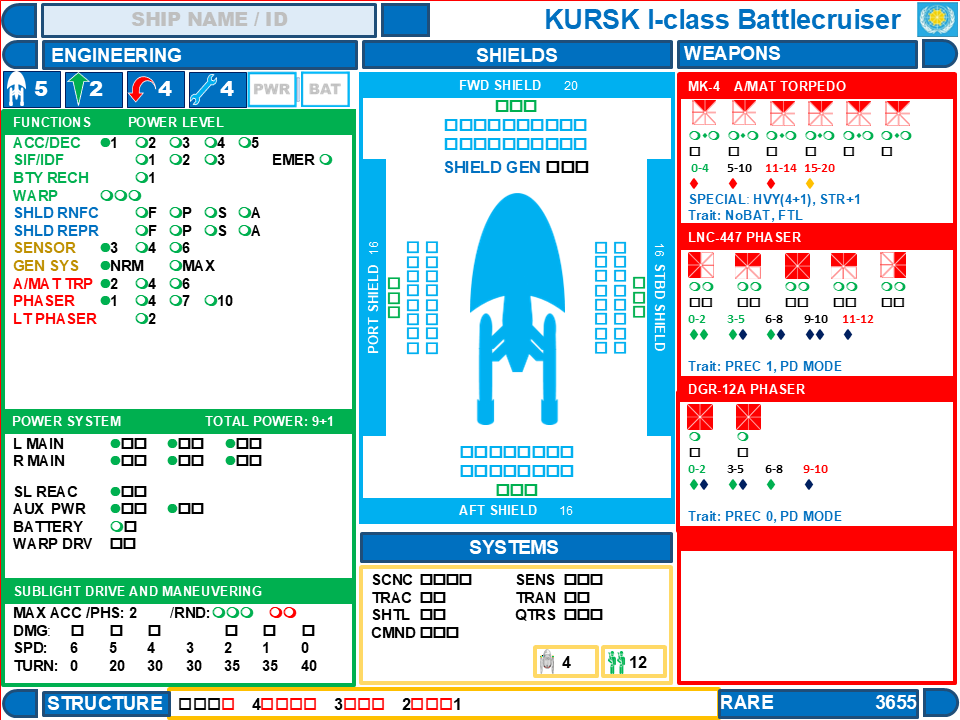 SHIP NAME / ID
KURSK I-class Battlecruiser
ENGINEERING
SHIELDS
WEAPONS
5 2 4 4 PWR BAT
FUNCTIONS POWER LEVEL
ACC/DEC 1 2 3 4 5
SIF/IDF 1 2 3 EMER
BTY RECH 1
WARP
SHLD RNFC F P S A
SHLD REPR F P S A
SENSOR 3 4 6
GEN SYS NRM MAX
A/MAT TRP 2 4 6
PHASER 1 4 7 10
LT PHASER 2
POWER SYSTEM TOTAL POWER: 9+1
L MAIN
R MAIN
SL REAC
AUX PWR
BATTERY
WARP DRV
SUBLIGHT DRIVE AND MANEUVERING
MAX ACC /PHS: 2 /RND:
DMG:
SPD: 6 5 4 3 2 1 0
TURN: 0 20 30 30 35 35 40
FWD SHIELD 20
SHIELD GEN
PORT SHIELD 16
16 STBD SHIELD
AFT SHIELD 16
SYSTEMS
SCNC SENS
TRAC TRAN
SHTL QTRS
CMND
4 12
MK-4 A/MAT TORPEDO
0-4 5-10 11-14 15-20
SPECIAL: HVY(4+1), STR+1
Trait: NoBAT, FTL
LNC-447 PHASER
0-2 3-5 6-8 9-10 11-12
Trait: PREC 1, PD MODE
DGR-12A PHASER
0-2 3-5 6-8 9-10
Trait: PREC 0, PD MODE
STRUCTURE 4 3 2 1
RARE 3655